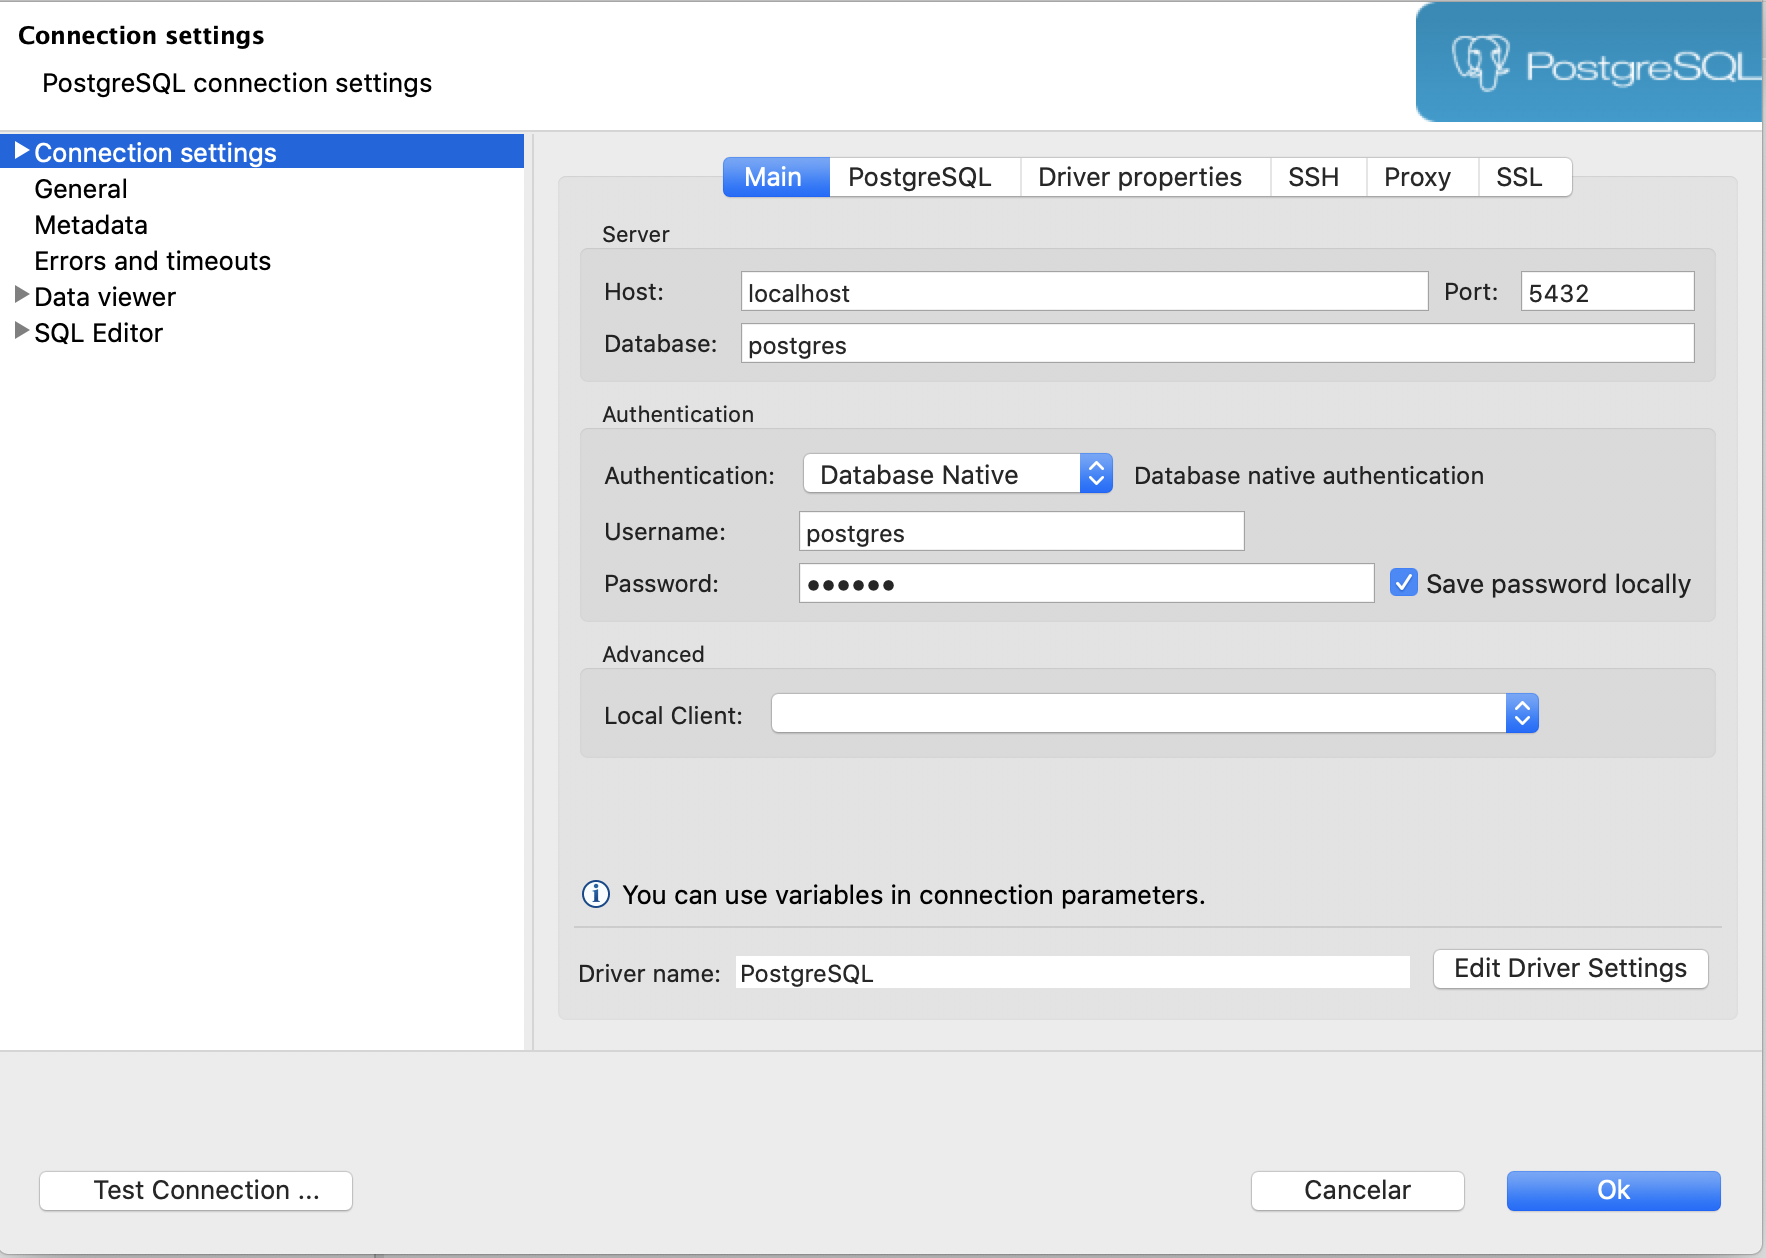 Connection settings
PostgreSQL connection settings
PostgreSQL
Connection settings
General
Metadata
Errors and timeouts
Data viewer
SQL Editor
Main PostgreSQL Driver properties SSH Proxy SSL
Server
Host: localhost Port: 5432
Database: postgres
Authentication
Authentication: Database Native Database native authentication
Username: postgres
Password: ●●●●●● Save password locally
Advanced
Local Client:
You can use variables in connection parameters.
Driver name: PostgreSQL Edit Driver Settings
Test Connection ... Cancelar Ok